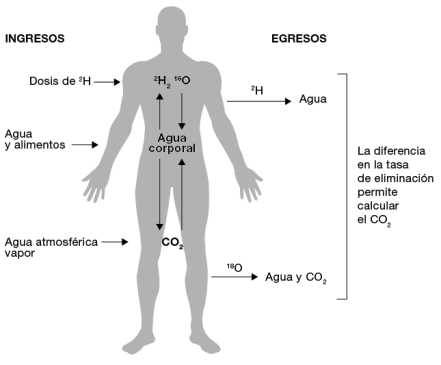 INGRESOS
EGRESOS
Dosis de ²H
²H₂ ¹⁸O
²H
Agua
Agua
y alimentos
Agua
corporal
La diferencia
en la tasa
de eliminación
permite
calcular
el CO₂
Agua atmosférica
vapor
CO₂
¹⁸O
Agua y CO₂